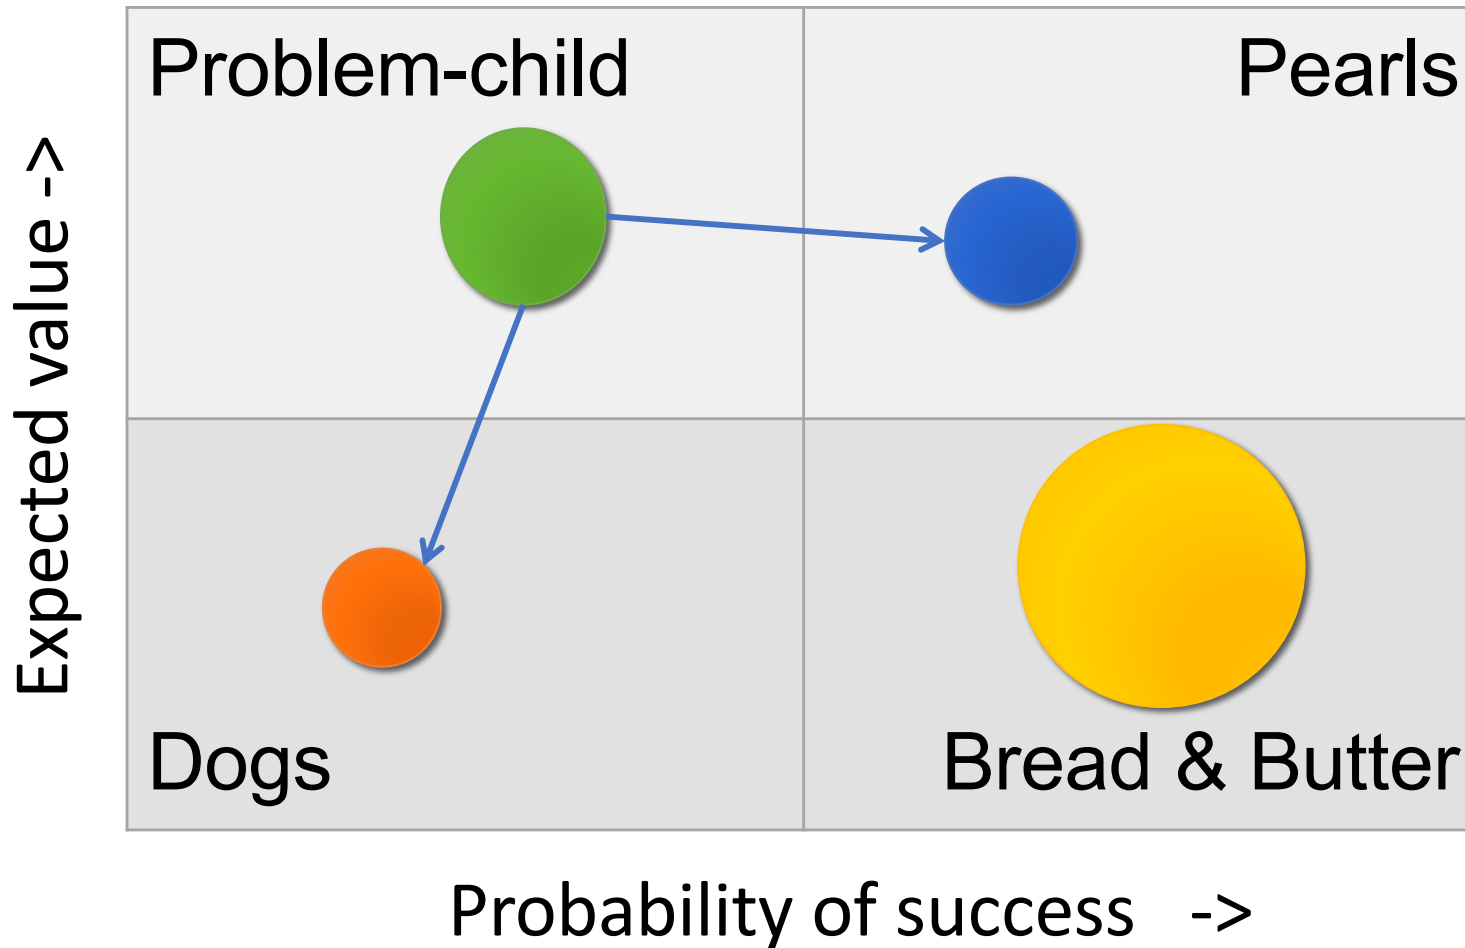 Problem-child
Pearls
Expected value ->
Dogs
Bread & Butter
Probability of success ->